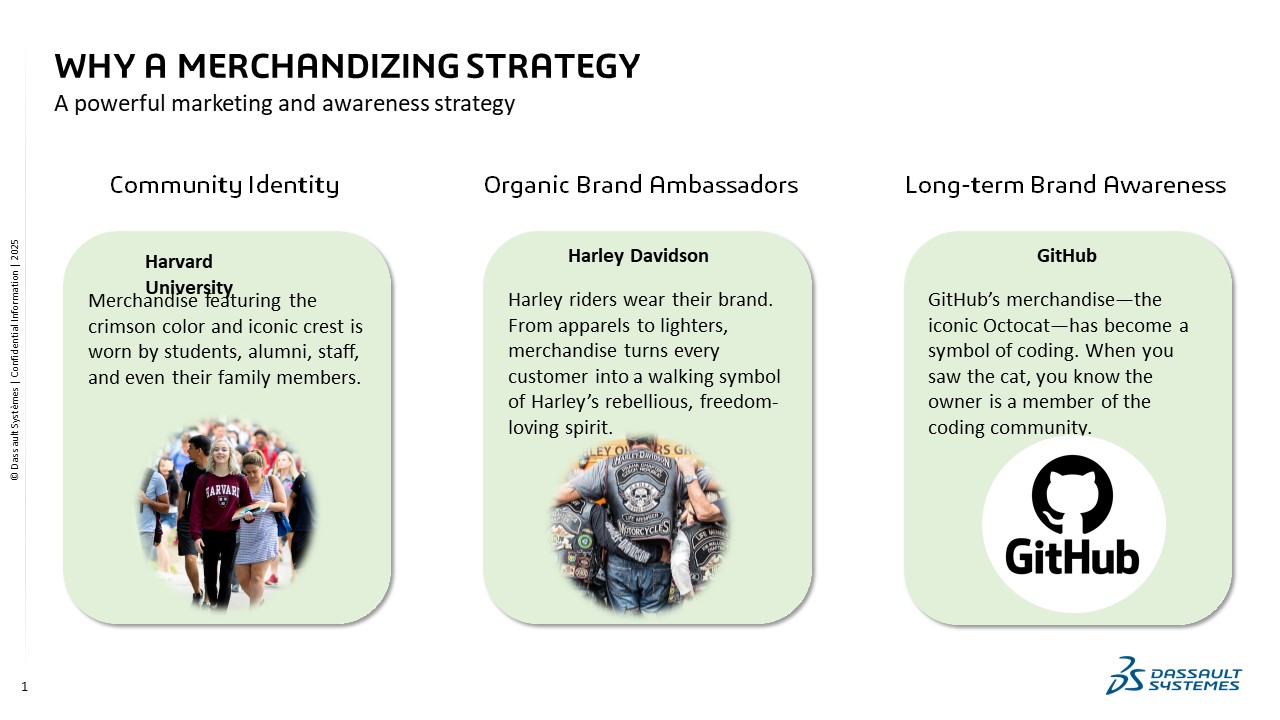 WHY A MERCHANDIZING STRATEGY
A powerful marketing and awareness strategy
Community Identity
Harvard
University
Merchandise featuring the
crimson color and iconic crest is
worn by students, alumni, staff,
and even their family members.
HARVARD
Organic Brand Ambassadors
Harley Davidson
Harley riders wear their brand.
From apparels to lighters,
merchandise turns every
customer into a walking symbol
of Harley’s rebellious, freedom-
loving spirit.
HARLEY-DAVIDSON
LIFE MEMBER
MOTORCYCLES
Long-term Brand Awareness
GitHub
GitHub’s merchandise—the
iconic Octocat—has become a
symbol of coding. When you
saw the cat, you know the
owner is a member of the
coding community.
GitHub
© Dassault Systèmes | Confidential Information | 2025
1
DASSAULT
SYSTEMES